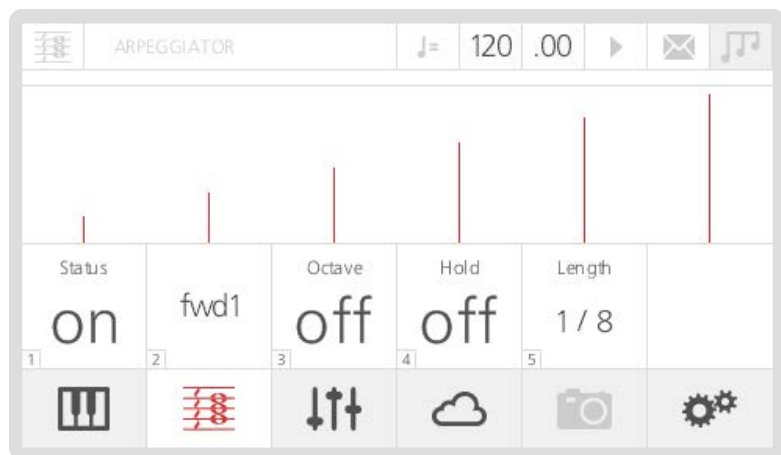 ARPEGGIATOR
♩= 120 .00
Status
on
1
fwd1
2
Octave
off
3
Hold
off
4
Length
1 / 8
5